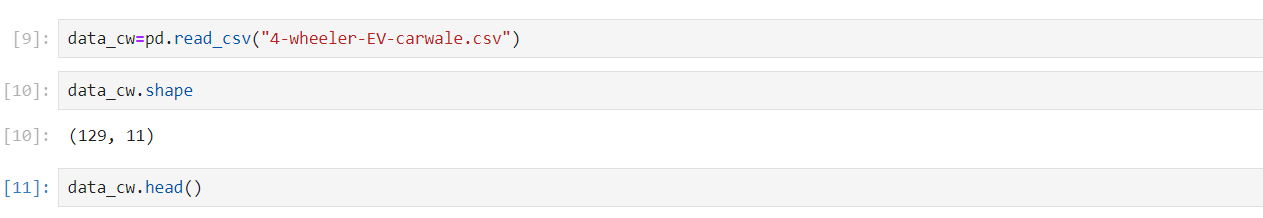 [9]: data_cw=pd.read_csv("4-wheeler-EV-carwale.csv")
[10]: data_cw.shape
[10]: (129, 11)
[11]: data_cw.head()